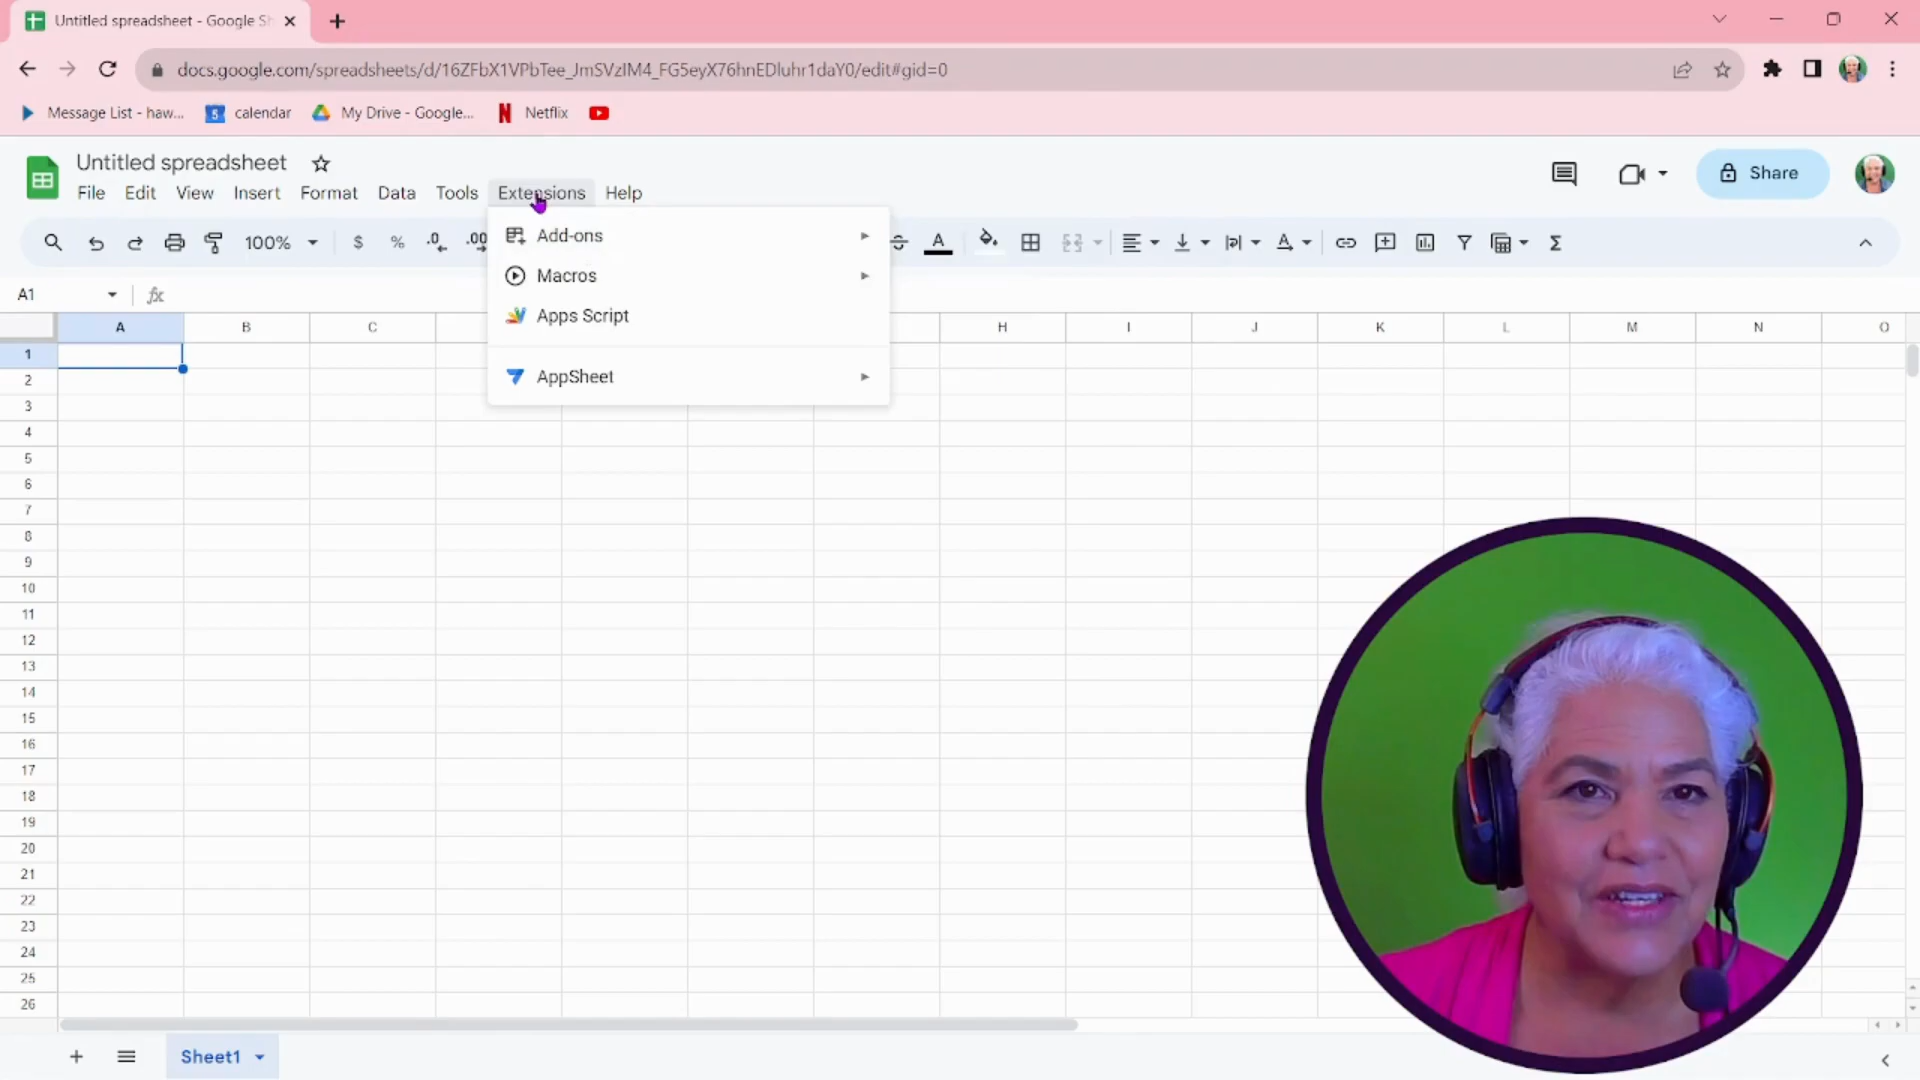 Untitled spreadsheet - Google Sh
docs.google.com/spreadsheets/d/16ZFbX1VPbTee_JmSVzIM4_FG5eyX76hnEDluhr1daY0/edit#gid=0
Message List - haw... calendar My Drive - Google... Netflix
Untitled spreadsheet
File Edit View Insert Format Data Tools Extensions Help
Share
100% $ % .0 .00 A A Σ
Add-ons
Macros
Apps Script
AppSheet
A1 fx
A B C H I J K L M N O
1
2
3
4
5
6
7
8
9
10
11
12
13
14
15
16
17
18
19
20
21
22
23
24
25
26
Sheet1